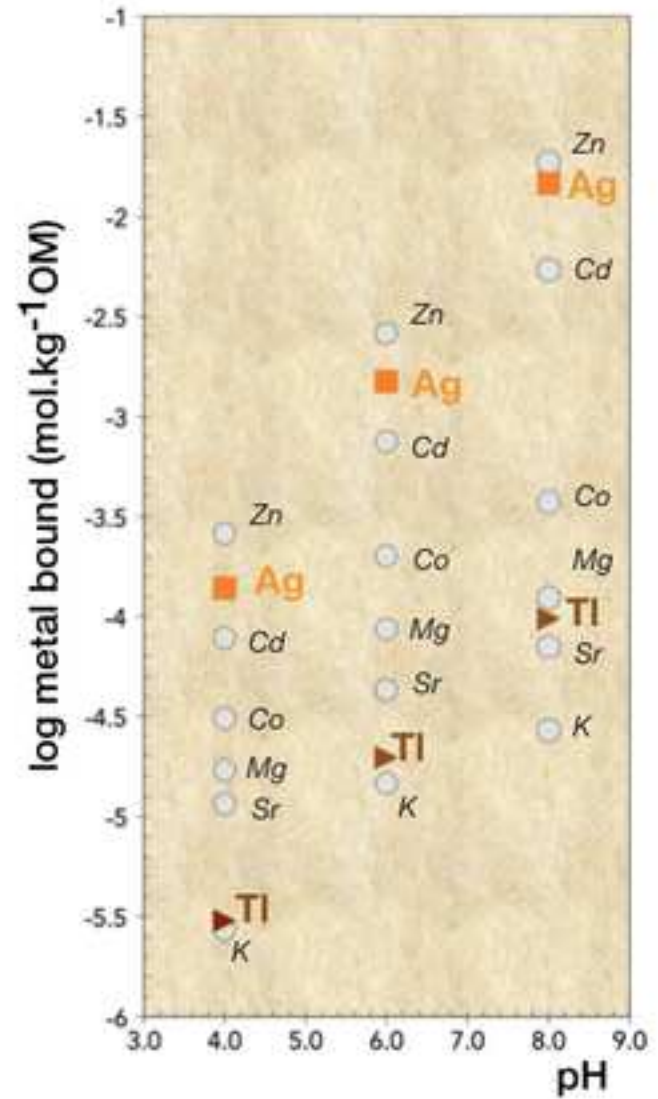 -1
-1.5
Zn
Ag
-2
Cd
Zn
-2.5
Ag
-3
Cd
Co
-3.5
Zn
Co
Mg
Ag
-4
Tl
Mg
Cd
Sr
Sr
-4.5
Co
K
Tl
Mg
K
Sr
-5
Tl
-5.5
K
-6
3.0 4.0 5.0 6.0 7.0 8.0 9.0
pH
log metal bound (mol.kg-1OM)